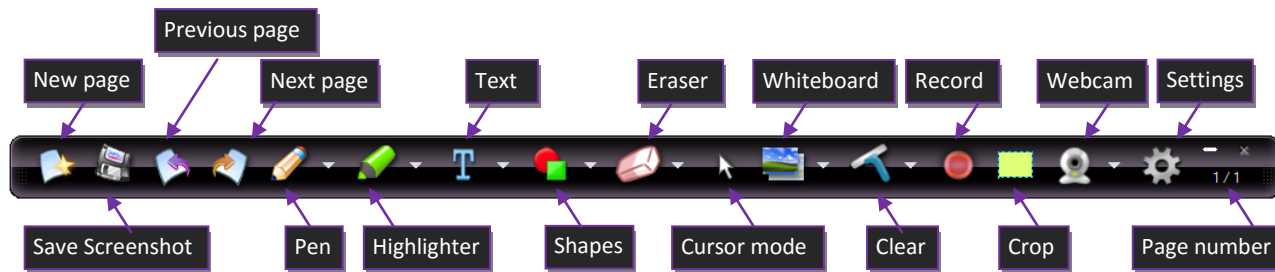 Previous page
New page
Next page
Text
Eraser
Whiteboard
Record
Webcam
Settings
T
1/1
Save Screenshot
Pen
Highlighter
Shapes
Cursor mode
Clear
Crop
Page number